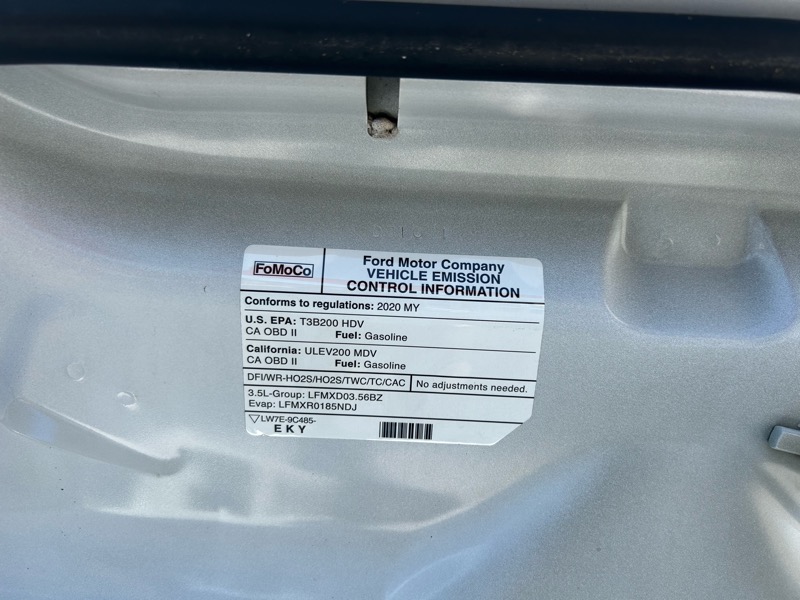 FoMoCo
Ford Motor Company
VEHICLE EMISSION
CONTROL INFORMATION
Conforms to regulations: 2020 MY
U.S. EPA: T3B200 HDV
CA OBD II Fuel: Gasoline
California: ULEV200 MDV
CA OBD II Fuel: Gasoline
DFI/WR-HO2S/HO2S/TWC/TC/CAC No adjustments needed.
3.5L-Group: LFMXD03.56BZ
Evap: LFMXR0185NDJ
LW7E-9C485-
EKY